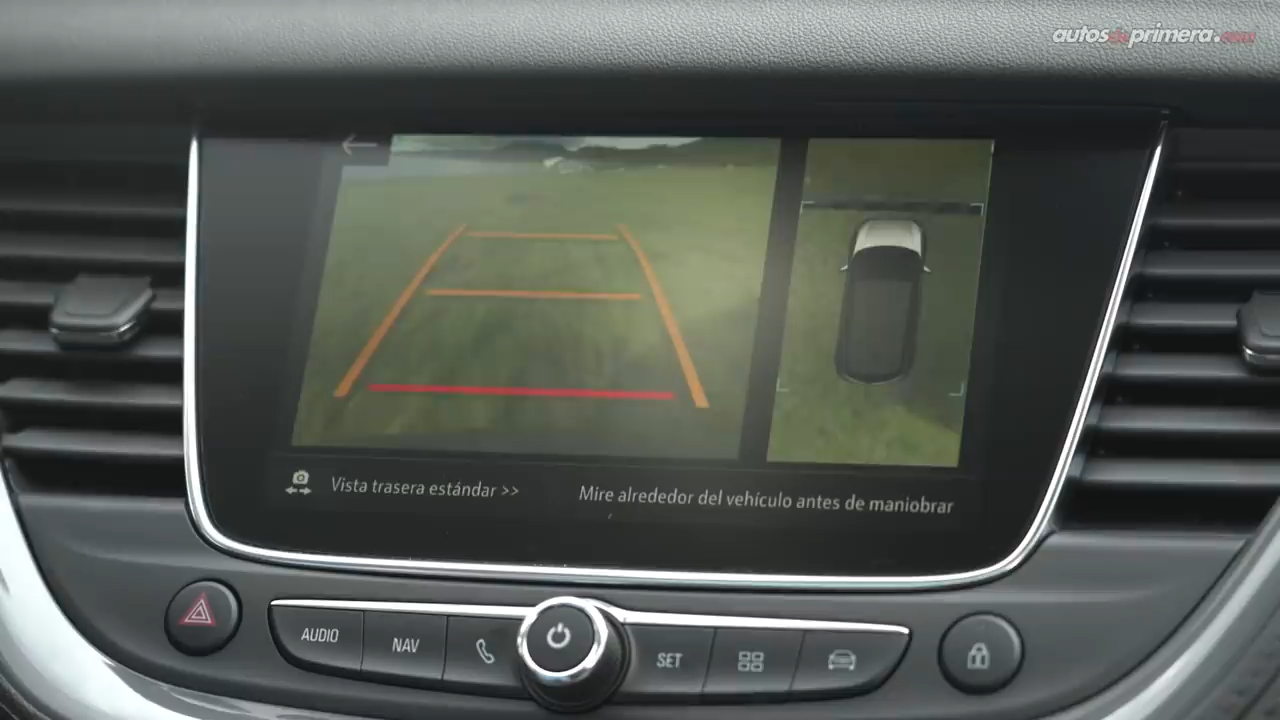 autosdeprimera.com
Vista trasera estándar >>
Mire alrededor del vehículo antes de maniobrar
AUDIO
NAV
SET